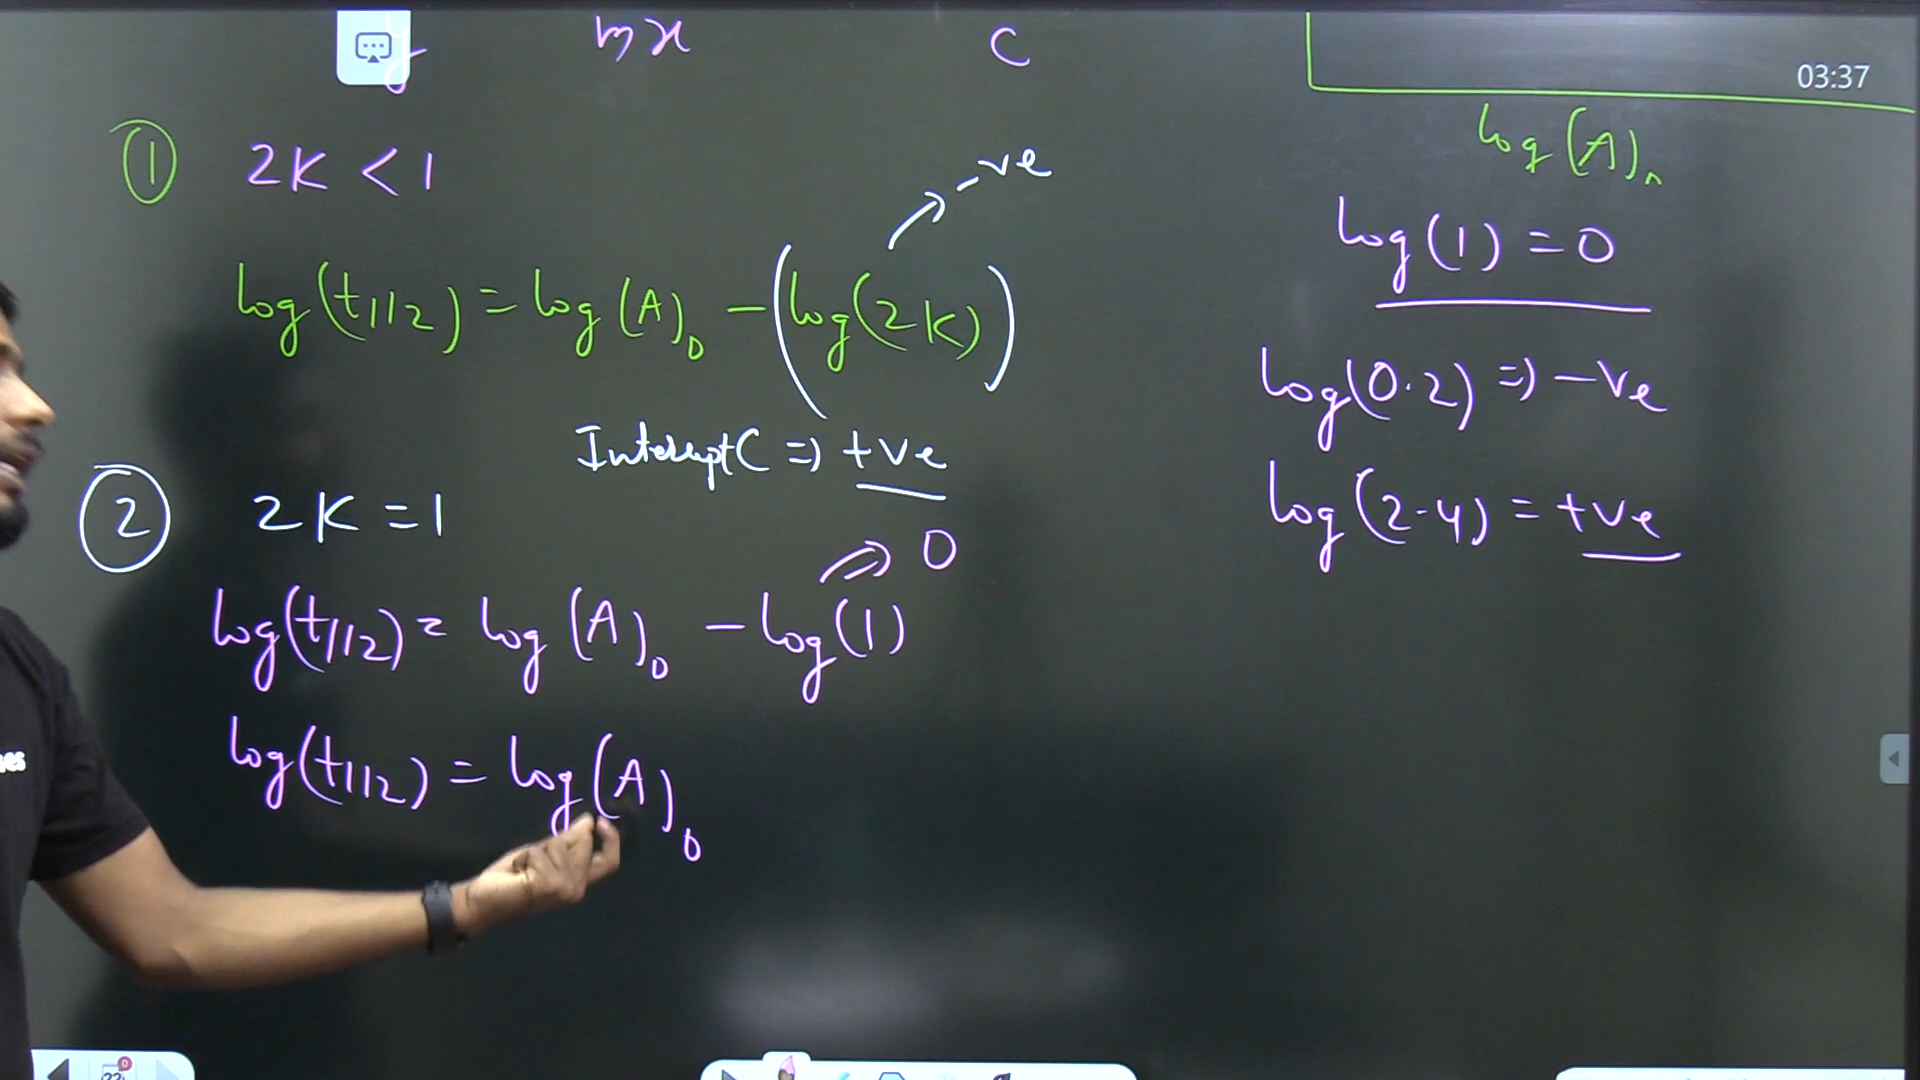 y mx c
03:37
log(A)₀
① 2K < 1
-ve
log(1) = 0
log(t1/2) = log(A)₀ - (log(2K))
log(0.2) ⇒ -ve
Intercept C ⇒ +ve
② 2K = 1
log(2.4) = +ve
0
log(t1/2) = log(A)₀ - log(1)
log(t1/2) = log(A)₀
22
0